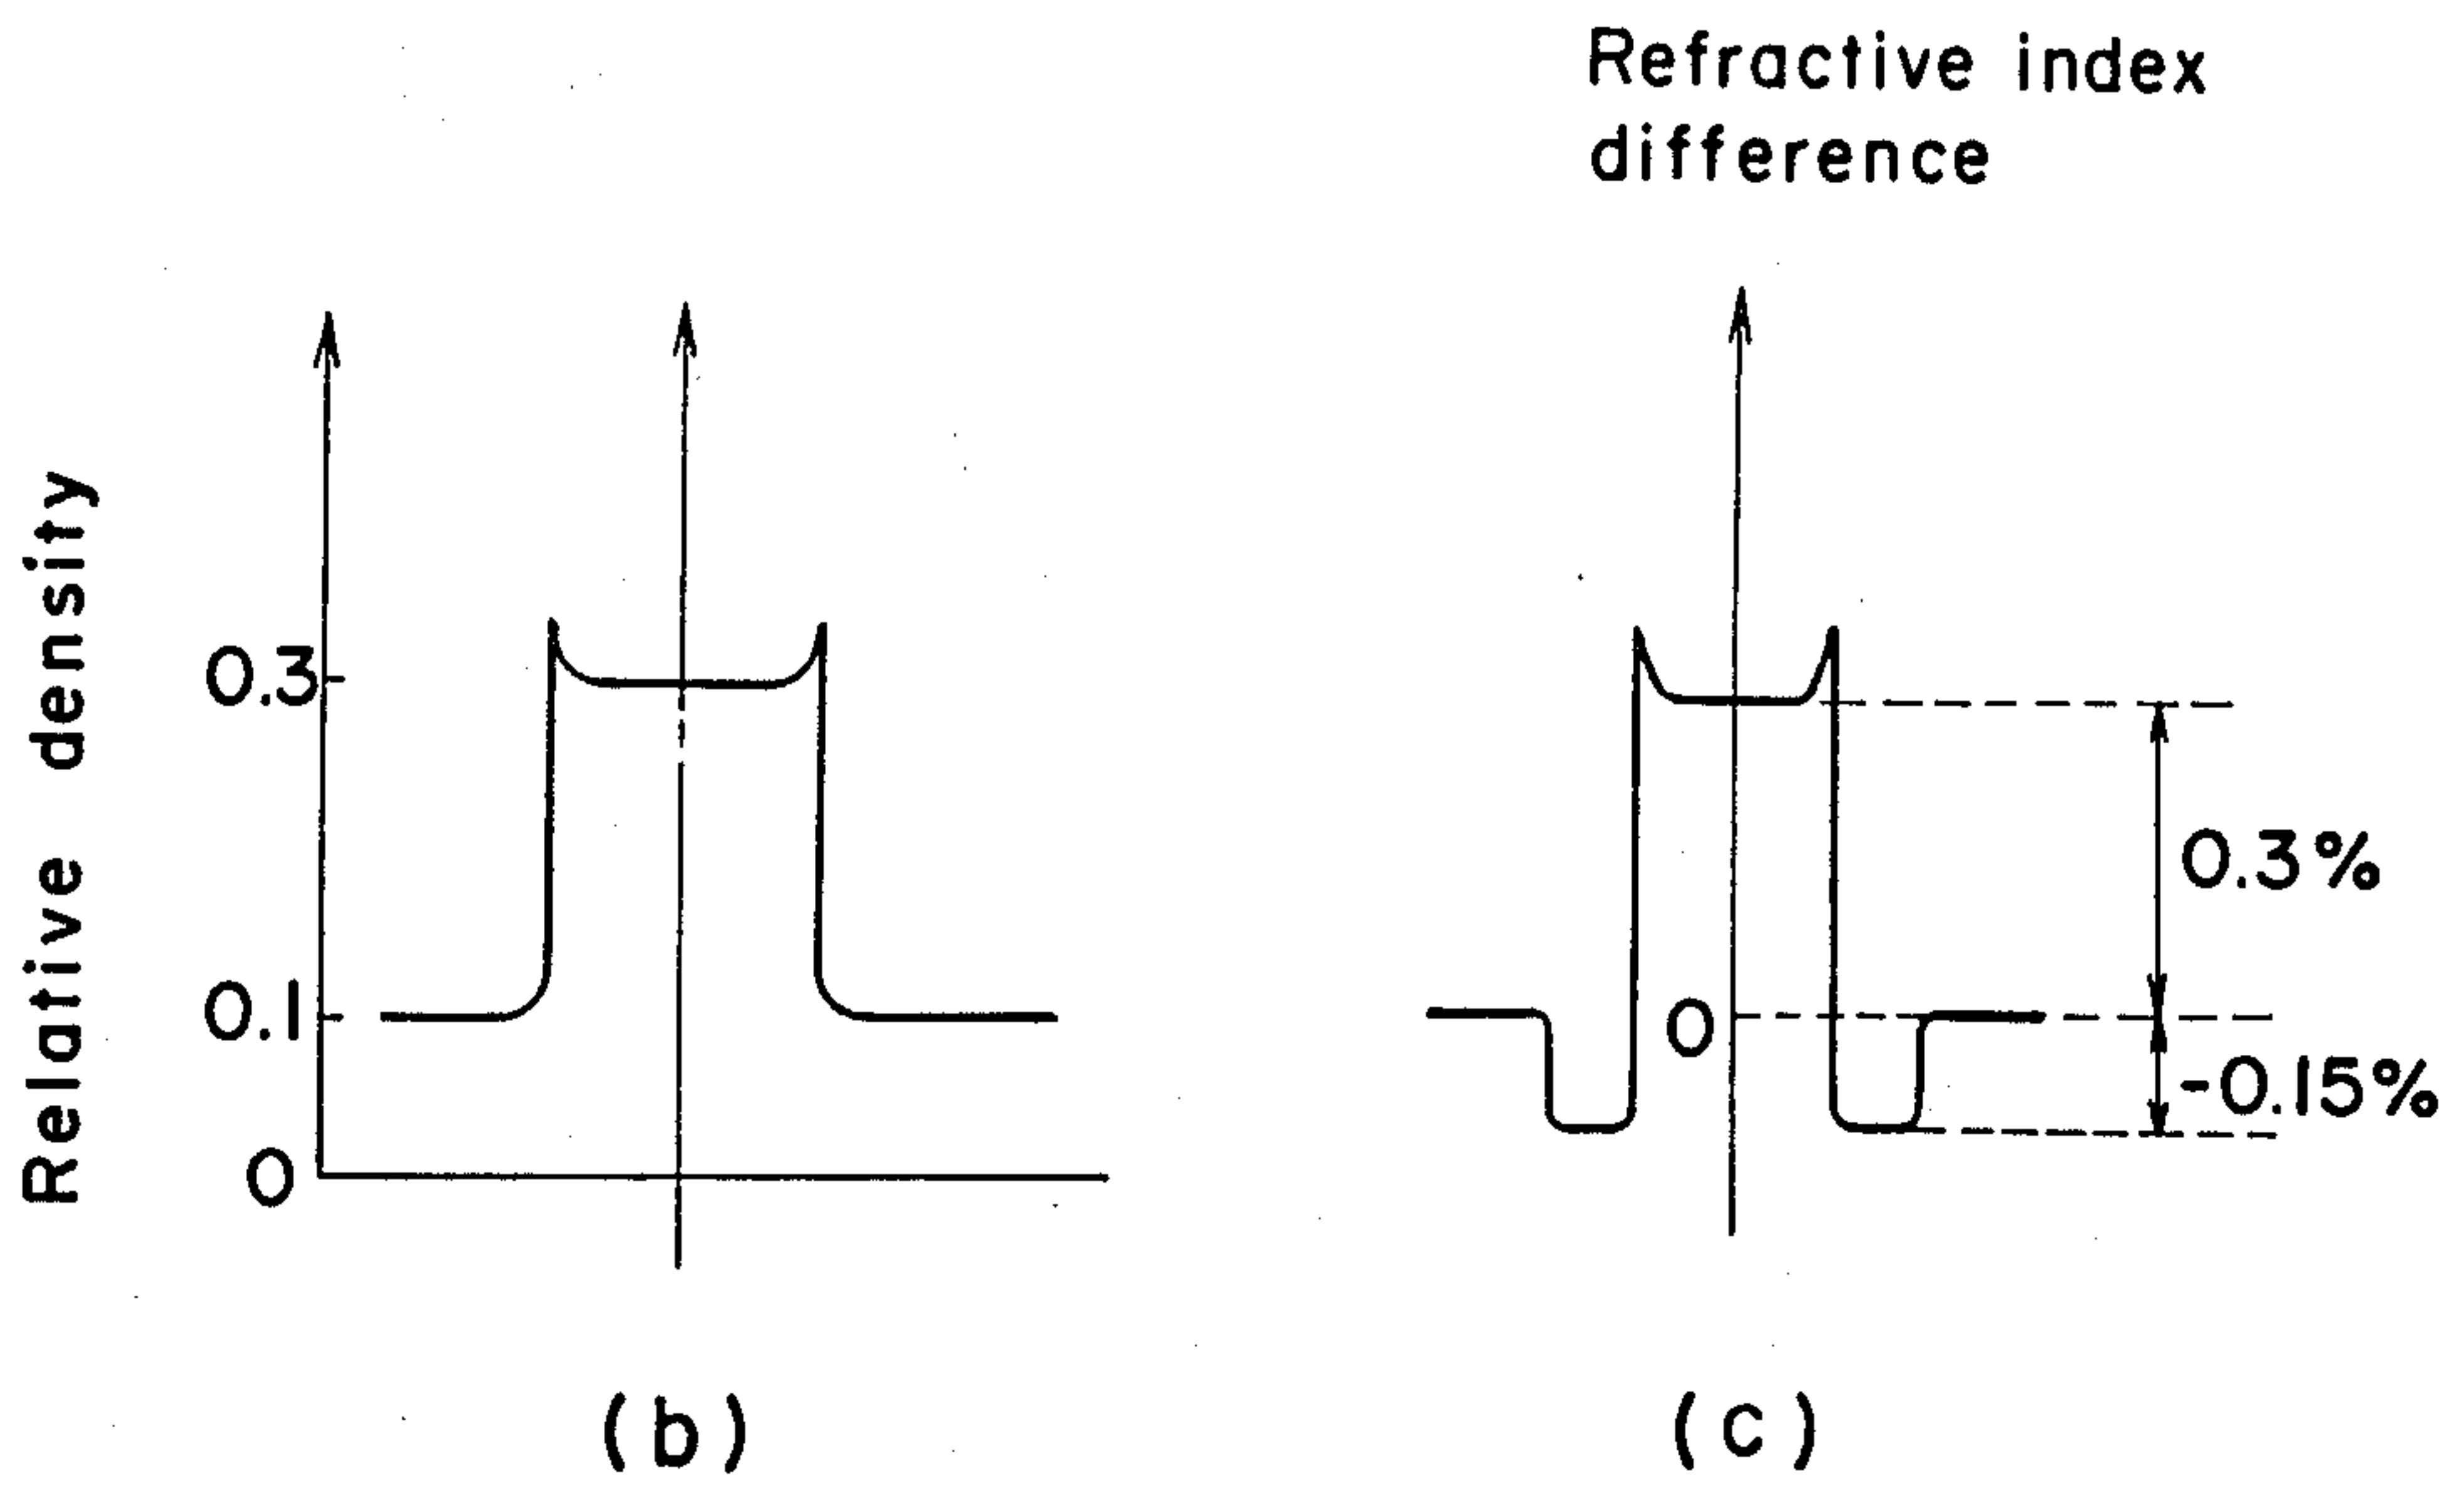 Refractive index
difference
Relative density
0.3
0.1
0
0
0.3%
-0.15%
(b)
(c)